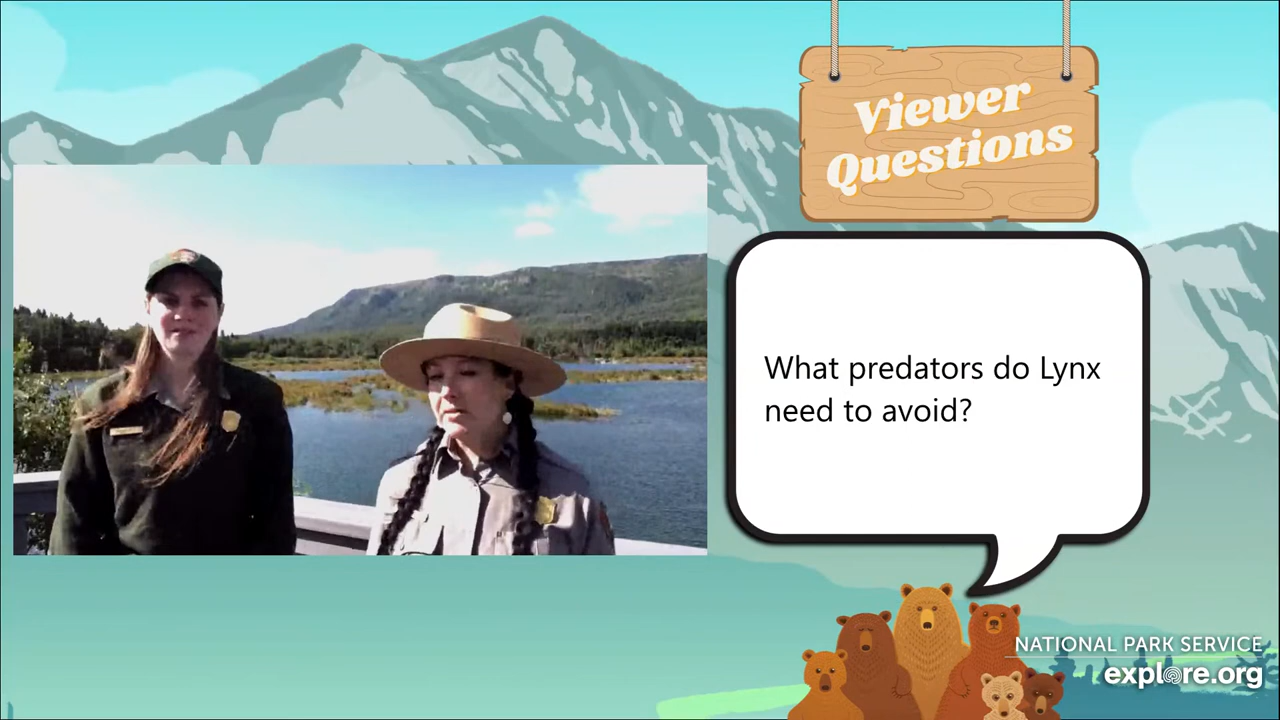 Viewer
Questions
What predators do Lynx
need to avoid?
NATIONAL PARK SERVICE
explore.org